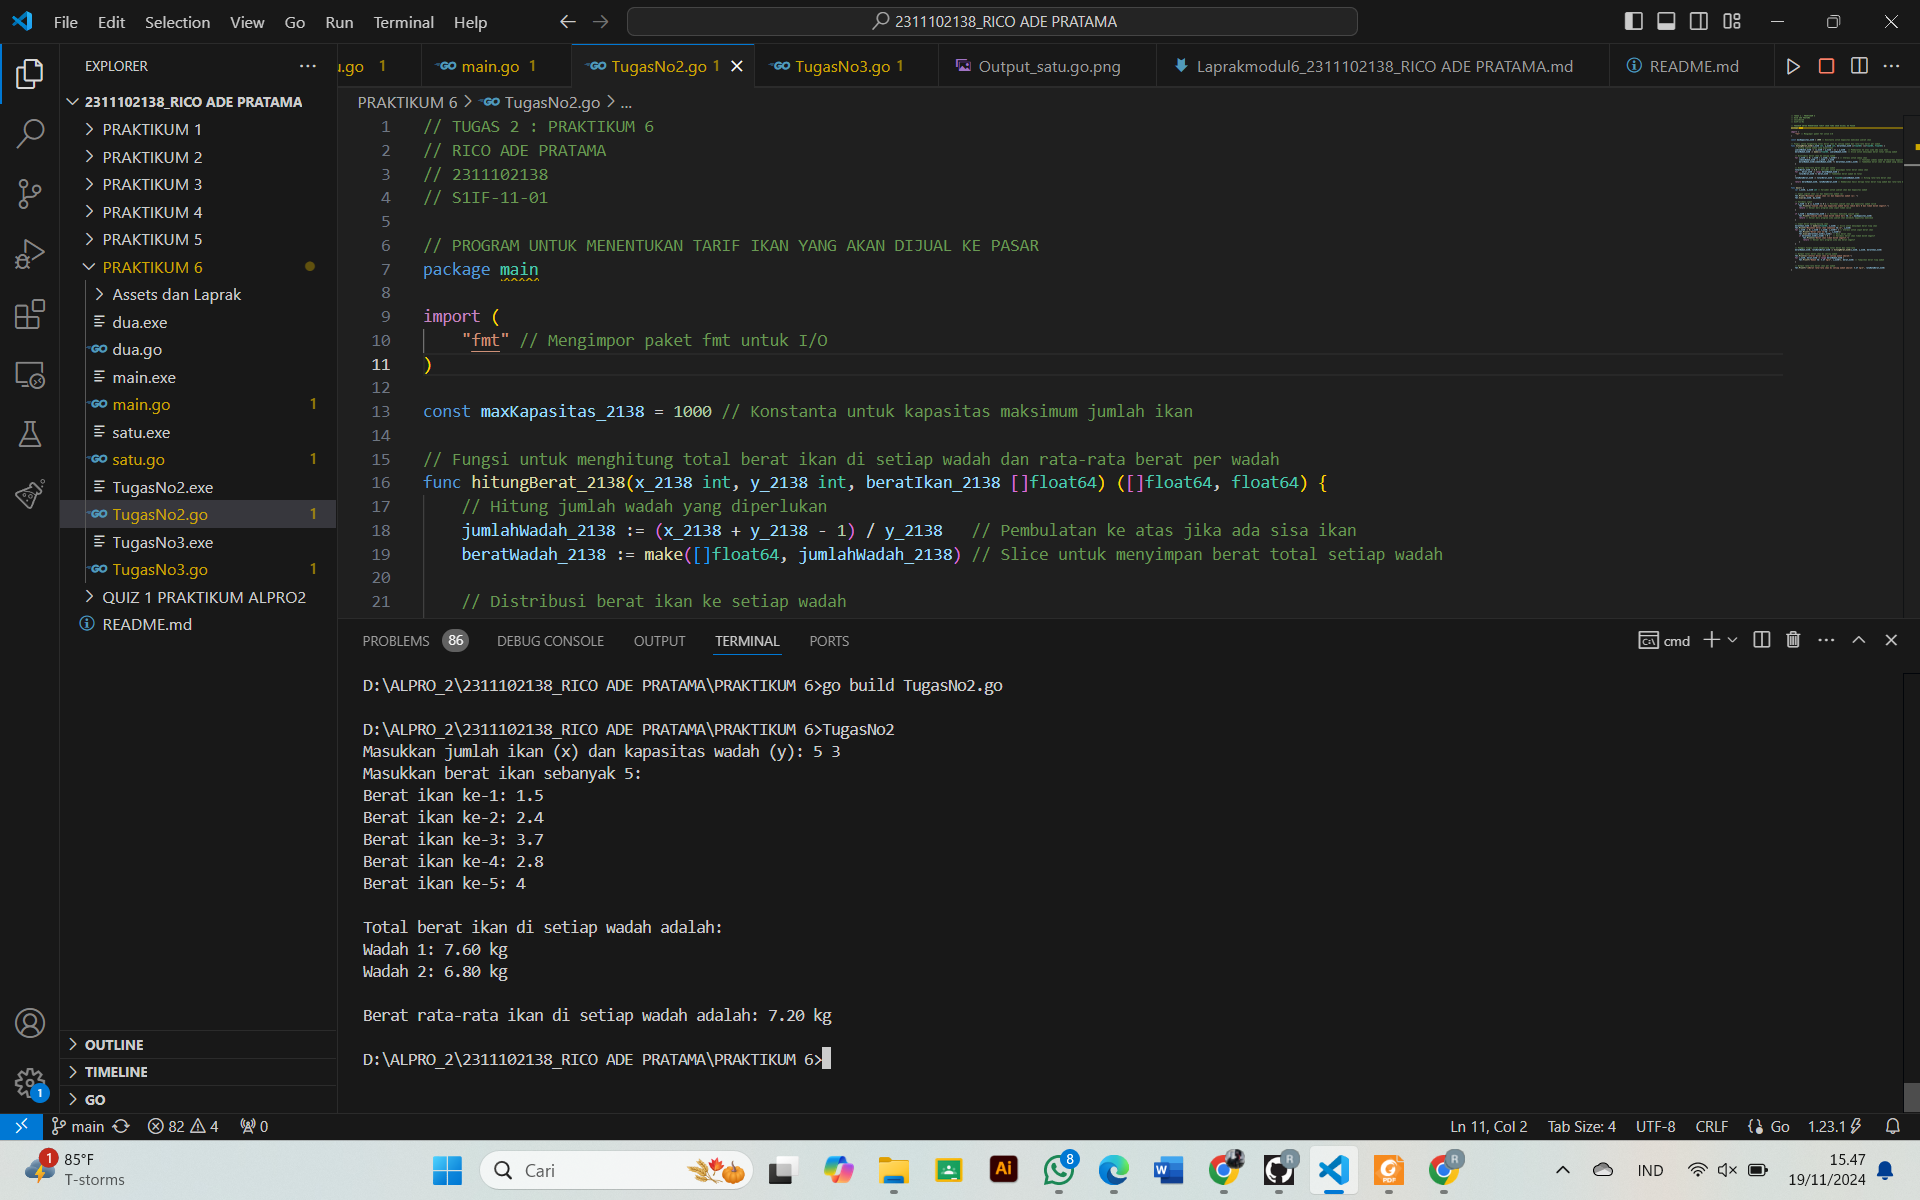 File Edit Selection View Go Run Terminal Help
2311102138_RICO ADE PRATAMA
EXPLORER
2311102138_RICO ADE PRATAMA
PRAKTIKUM 1
PRAKTIKUM 2
PRAKTIKUM 3
PRAKTIKUM 4
PRAKTIKUM 5
PRAKTIKUM 6
Assets dan Laprak
dua.exe
dua.go
main.exe
main.go 1
satu.exe
satu.go 1
TugasNo2.exe
TugasNo2.go 1
TugasNo3.exe
TugasNo3.go 1
QUIZ 1 PRAKTIKUM ALPRO2
README.md
OUTLINE
TIMELINE
GO
u.go 1 main.go 1 TugasNo2.go 1 TugasNo3.go 1 Output_satu.go.png Laprakmodul6_2311102138_RICO ADE PRATAMA.md README.md
PRAKTIKUM 6 > TugasNo2.go > ...
1 // TUGAS 2 : PRAKTIKUM 6
2 // RICO ADE PRATAMA
3 // 2311102138
4 // S1IF-11-01
5
6 // PROGRAM UNTUK MENENTUKAN TARIF IKAN YANG AKAN DIJUAL KE PASAR
7 package main
8
9 import (
10 "fmt" // Mengimpor paket fmt untuk I/O
11 )
12
13 const maxKapasitas_2138 = 1000 // Konstanta untuk kapasitas maksimum jumlah ikan
14
15 // Fungsi untuk menghitung total berat ikan di setiap wadah dan rata-rata berat per wadah
16 func hitungBerat_2138(x_2138 int, y_2138 int, beratIkan_2138 []float64) ([]float64, float64) {
17 // Hitung jumlah wadah yang diperlukan
18 jumlahWadah_2138 := (x_2138 + y_2138 - 1) / y_2138 // Pembulatan ke atas jika ada sisa ikan
19 beratWadah_2138 := make([]float64, jumlahWadah_2138) // Slice untuk menyimpan berat total setiap wadah
20
21 // Distribusi berat ikan ke setiap wadah
PROBLEMS 86 DEBUG CONSOLE OUTPUT TERMINAL PORTS
cmd
D:\ALPRO_2\2311102138_RICO ADE PRATAMA\PRAKTIKUM 6>go build TugasNo2.go
D:\ALPRO_2\2311102138_RICO ADE PRATAMA\PRAKTIKUM 6>TugasNo2
Masukkan jumlah ikan (x) dan kapasitas wadah (y): 5 3
Masukkan berat ikan sebanyak 5:
Berat ikan ke-1: 1.5
Berat ikan ke-2: 2.4
Berat ikan ke-3: 3.7
Berat ikan ke-4: 2.8
Berat ikan ke-5: 4
Total berat ikan di setiap wadah adalah:
Wadah 1: 7.60 kg
Wadah 2: 6.80 kg
Berat rata-rata ikan di setiap wadah adalah: 7.20 kg
D:\ALPRO_2\2311102138_RICO ADE PRATAMA\PRAKTIKUM 6>
1
main 82 4 0 Ln 11, Col 2 Tab Size: 4 UTF-8 CRLF Go 1.23.1
1 85°F
T-storms
Cari
Ai
8
W
R
PDF
R
IND
15.47
19/11/2024